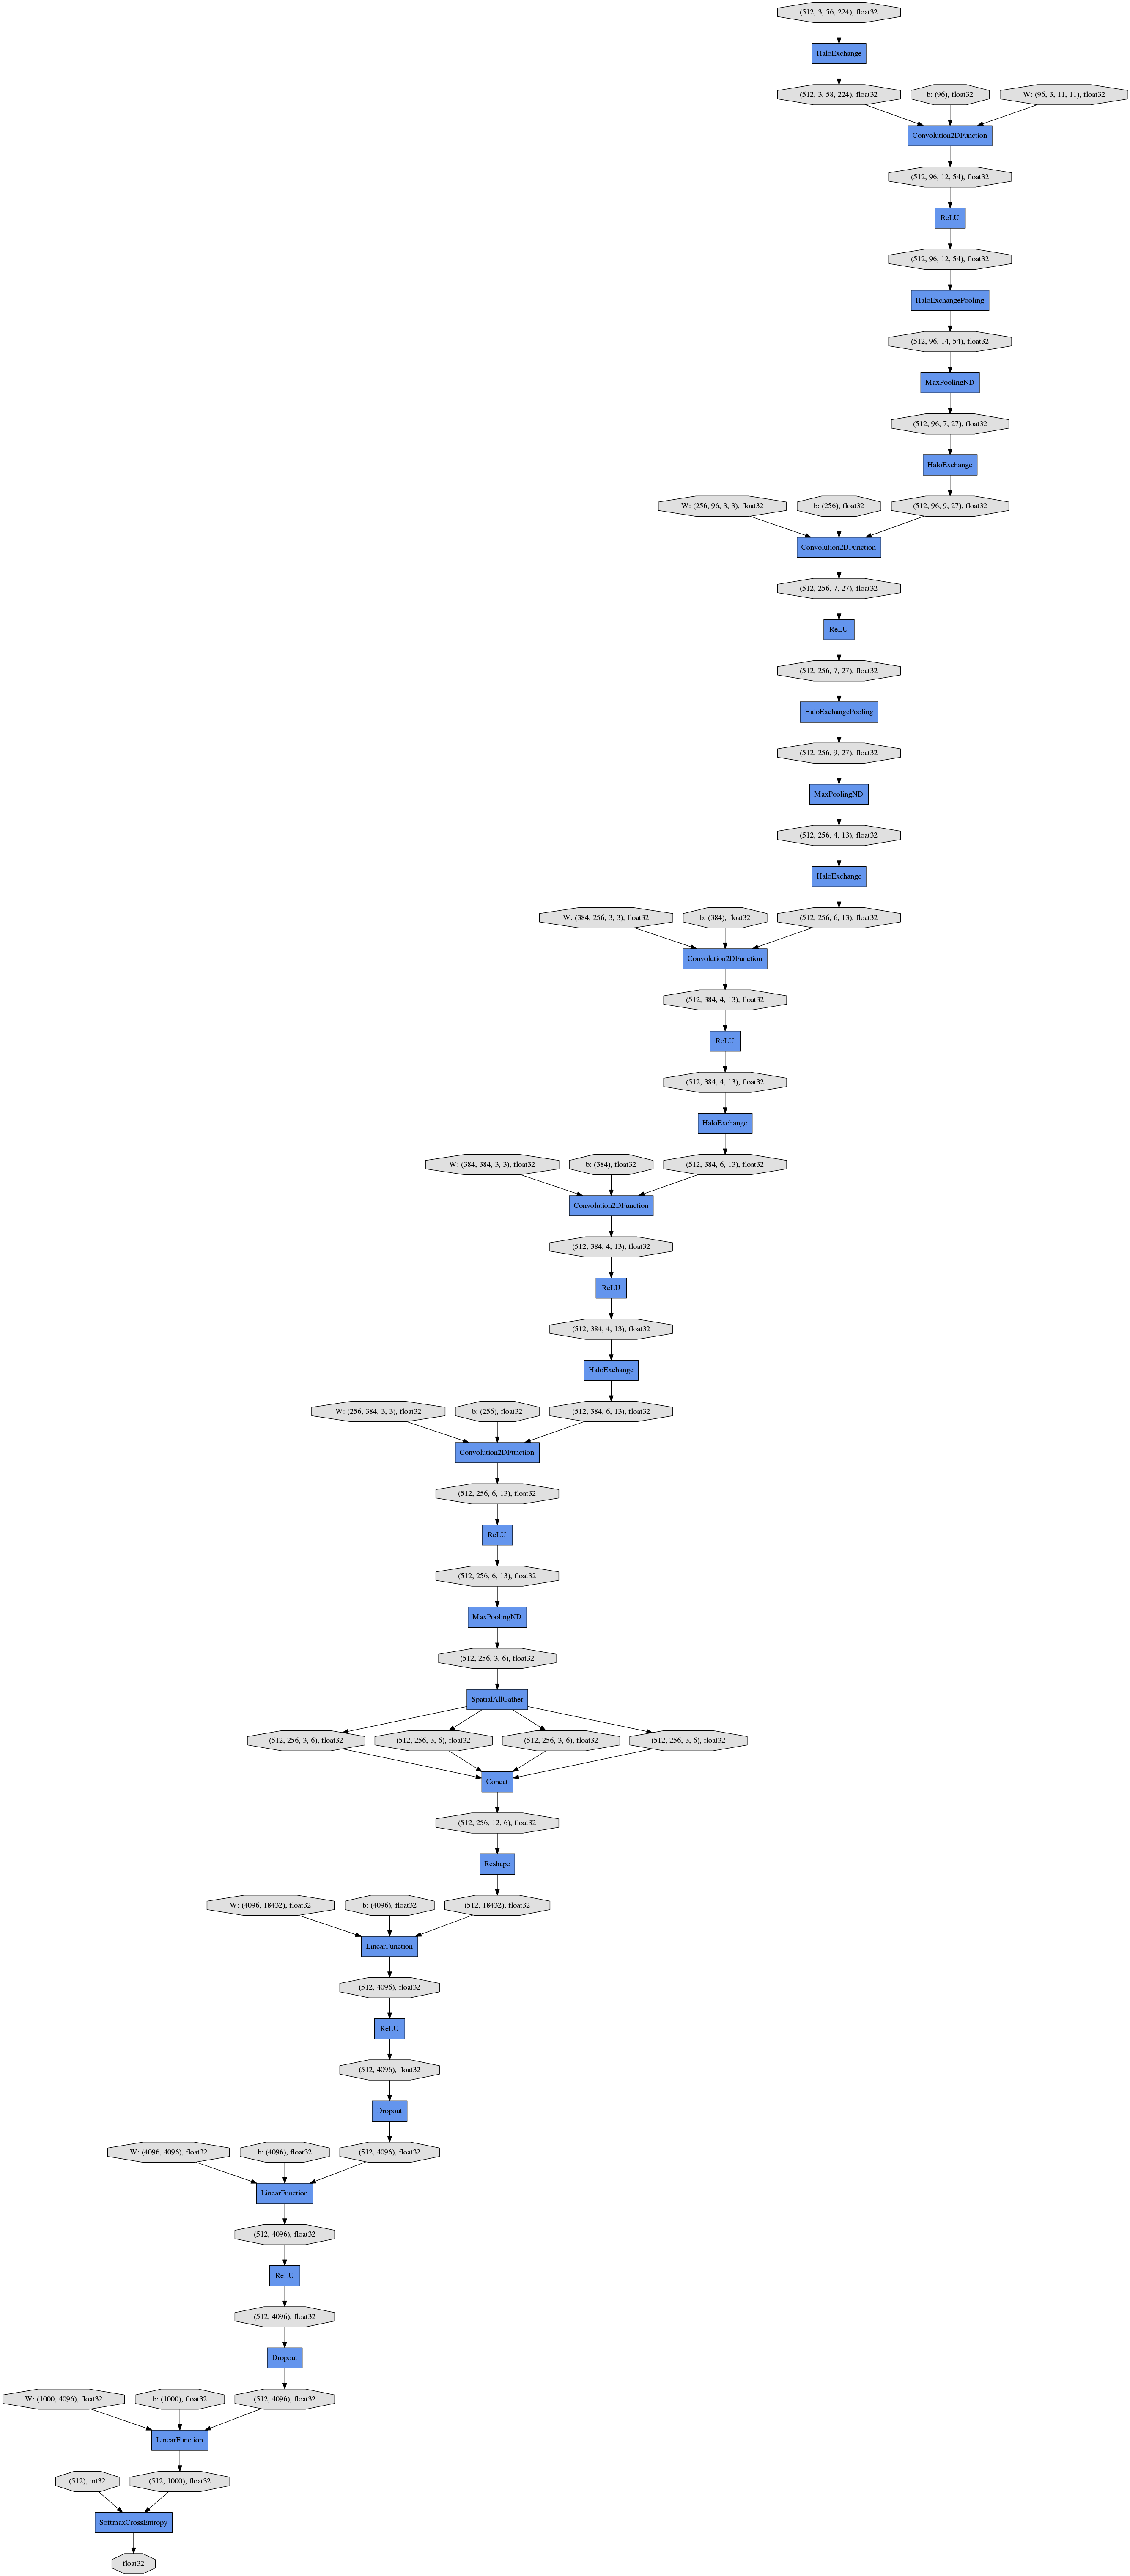 (512, 3, 56, 224), float32
HaloExchange
(512, 3, 58, 224), float32
b: (96), float32
W: (96, 3, 11, 11), float32
Convolution2DFunction
(512, 96, 12, 54), float32
ReLU
(512, 96, 12, 54), float32
HaloExchangePooling
(512, 96, 14, 54), float32
MaxPoolingND
(512, 96, 7, 27), float32
HaloExchange
W: (256, 96, 3, 3), float32
b: (256), float32
(512, 96, 9, 27), float32
Convolution2DFunction
(512, 256, 7, 27), float32
ReLU
(512, 256, 7, 27), float32
HaloExchangePooling
(512, 256, 9, 27), float32
MaxPoolingND
(512, 256, 4, 13), float32
HaloExchange
W: (384, 256, 3, 3), float32
b: (384), float32
(512, 256, 6, 13), float32
Convolution2DFunction
(512, 384, 4, 13), float32
ReLU
(512, 384, 4, 13), float32
HaloExchange
W: (384, 384, 3, 3), float32
b: (384), float32
(512, 384, 6, 13), float32
Convolution2DFunction
(512, 384, 4, 13), float32
ReLU
(512, 384, 4, 13), float32
HaloExchange
W: (256, 384, 3, 3), float32
b: (256), float32
(512, 384, 6, 13), float32
Convolution2DFunction
(512, 256, 6, 13), float32
ReLU
(512, 256, 6, 13), float32
MaxPoolingND
(512, 256, 3, 6), float32
SpatialAllGather
(512, 256, 3, 6), float32
(512, 256, 3, 6), float32
(512, 256, 3, 6), float32
(512, 256, 3, 6), float32
Concat
(512, 256, 12, 6), float32
Reshape
W: (4096, 18432), float32
b: (4096), float32
(512, 18432), float32
LinearFunction
(512, 4096), float32
ReLU
(512, 4096), float32
Dropout
W: (4096, 4096), float32
b: (4096), float32
(512, 4096), float32
LinearFunction
(512, 4096), float32
ReLU
(512, 4096), float32
Dropout
W: (1000, 4096), float32
b: (1000), float32
(512, 4096), float32
LinearFunction
(512), int32
(512, 1000), float32
SoftmaxCrossEntropy
float32